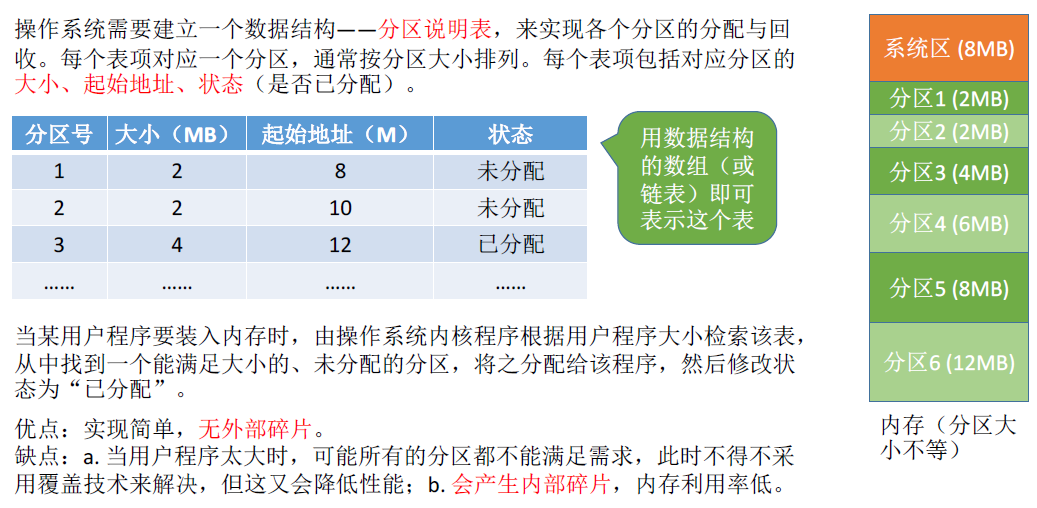 操作系统需要建立一个数据结构——分区说明表，来实现各个分区的分配与回
收。每个表项对应一个分区，通常按分区大小排列。每个表项包括对应分区的
大小、起始地址、状态（是否已分配）。
分区号 大小（MB） 起始地址（M） 状态
1 2 8 未分配
2 2 10 未分配
3 4 12 已分配
…… …… …… ……
用数据结构
的数组（或
链表）即可
表示这个表
当某用户程序要装入内存时，由操作系统内核程序根据用户程序大小检索该表，
从中找到一个能满足大小的、未分配的分区，将之分配给该程序，然后修改状
态为“已分配”。
优点：实现简单，无外部碎片。
缺点：a. 当用户程序太大时，可能所有的分区都不能满足需求，此时不得不采
用覆盖技术来解决，但这又会降低性能；b. 会产生内部碎片，内存利用率低。
系统区 (8MB)
分区1 (2MB)
分区2 (2MB)
分区3 (4MB)
分区4 (6MB)
分区5 (8MB)
分区6 (12MB)
内存（分区大
小不等）